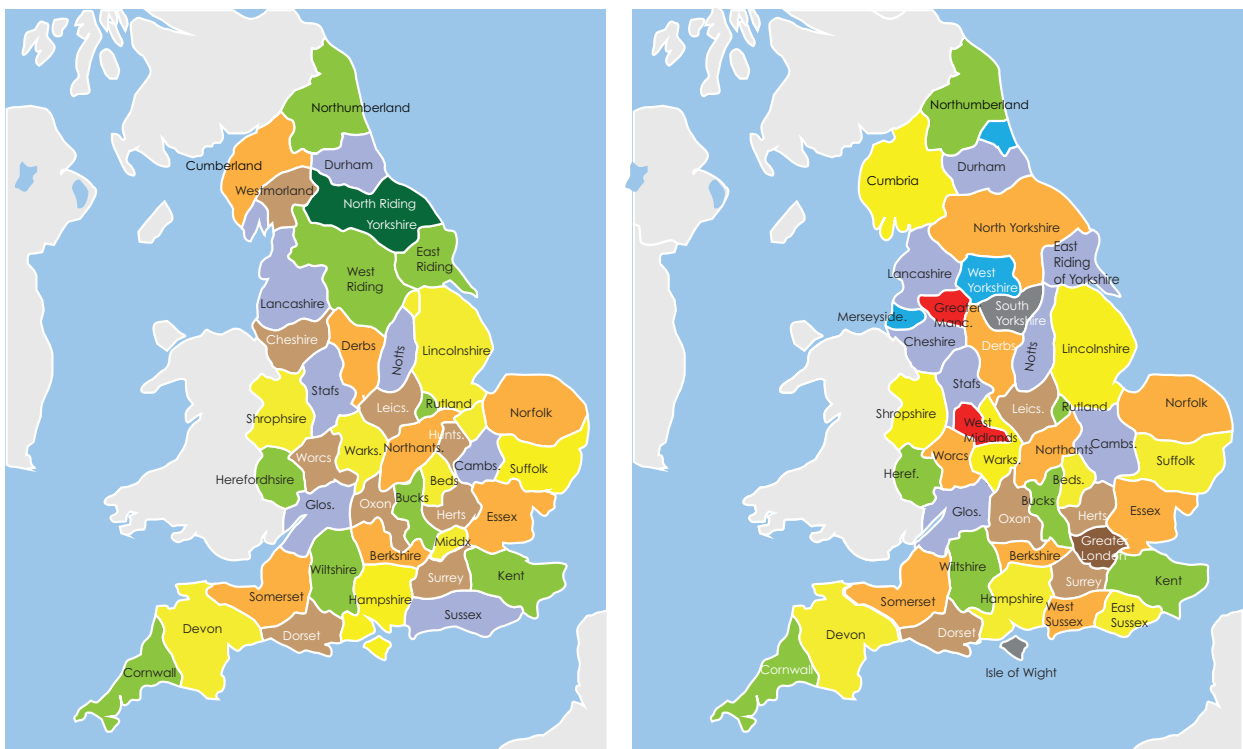 Northumberland
Cumberland
Durham
Westmorland
North Riding
Yorkshire
East
Riding
West
Riding
Lancashire
Cheshire
Derbs
Notts
Lincolnshire
Stafs
Shrophsire
Leics.
Rutland
Norfolk
Hunts.
Worcs
Warks.
Northants.
Cambs.
Suffolk
Herefordhsire
Beds
Glos.
Oxon
Bucks
Herts
Essex
Middx
Berkshire
Wiltshire
Surrey
Kent
Somerset
Hampshire
Sussex
Devon
Dorset
Cornwall
Northumberland
Durham
Cumbria
North Yorkshire
East
Riding
of Yorkshire
Lancashire
West
Yorkshire
Merseyside.
Greater
Manc.
South
Yorkshire
Cheshire
Derbs
Notts
Lincolnshire
Stafs
Shropshire
Leics.
Rutland
Norfolk
West
Midlands
Worcs
Warks.
Northants
Cambs.
Suffolk
Heref.
Beds.
Bucks
Glos.
Oxon
Herts
Essex
Greater
London
Berkshire
Wiltshire
Surrey
Kent
Somerset
Hampshire
West
Sussex
East
Sussex
Devon
Dorset
Cornwall
Isle of Wight